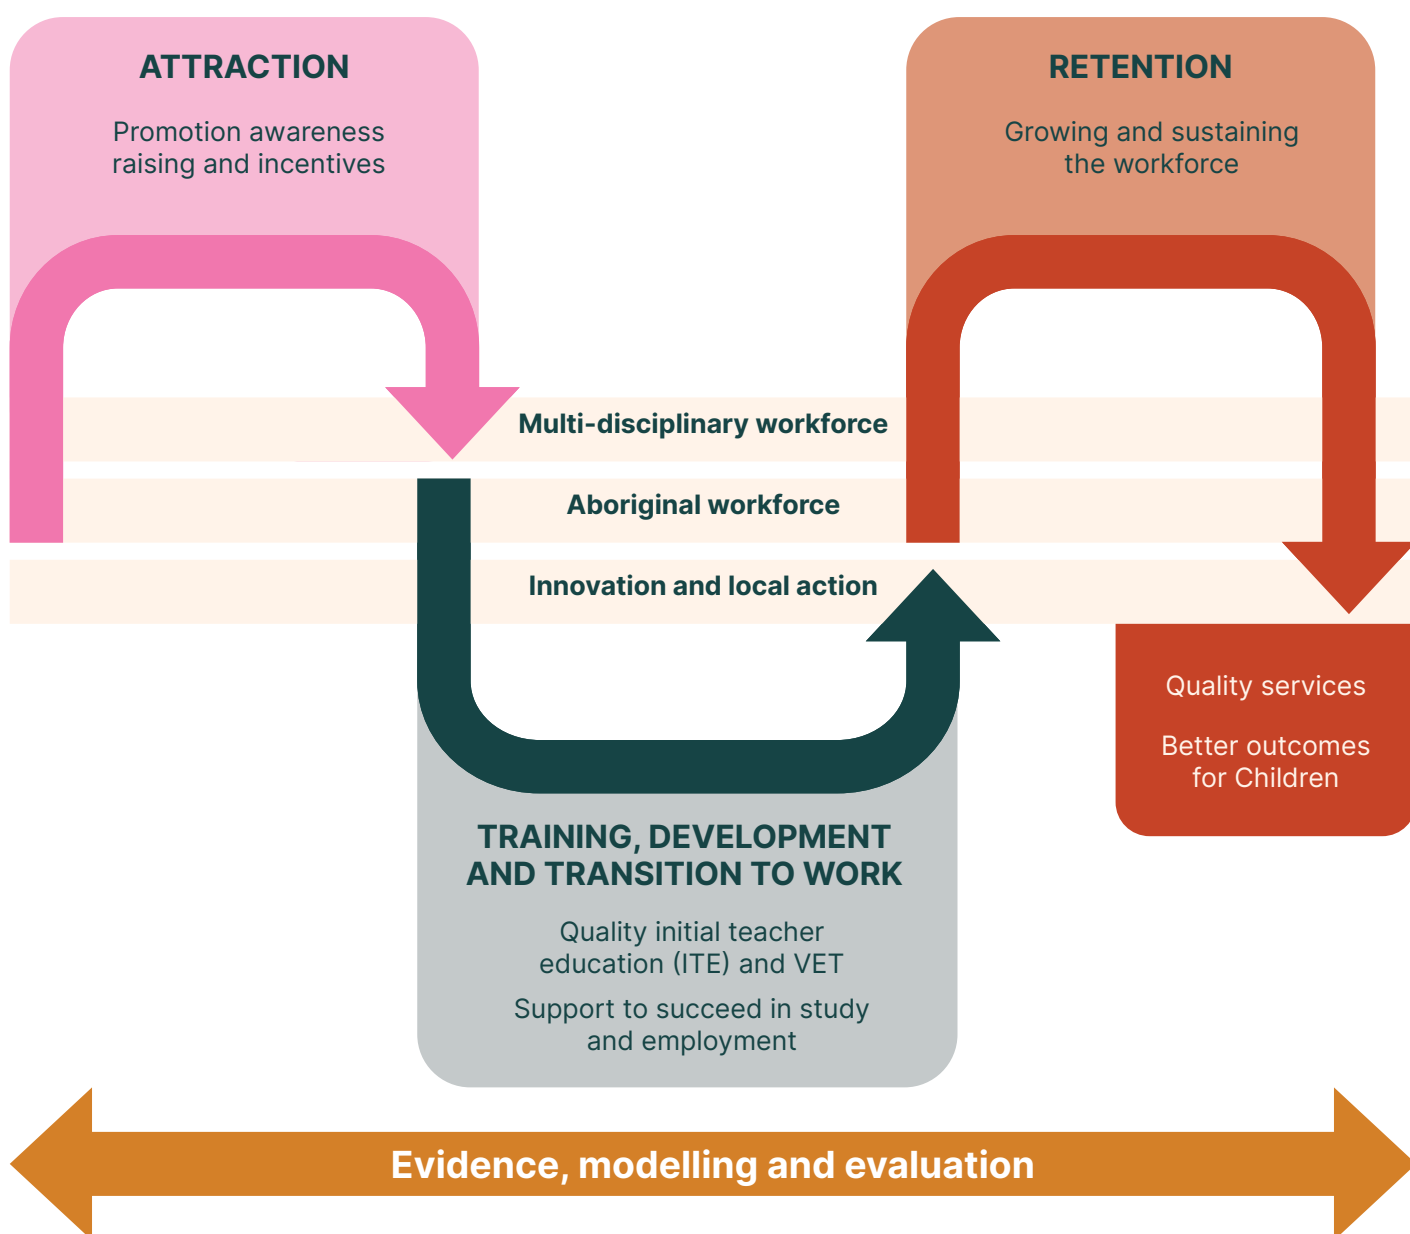 ATTRACTION
Promotion awareness
raising and incentives
RETENTION
Growing and sustaining
the workforce
Multi-disciplinary workforce
Aboriginal workforce
Innovation and local action
Quality services
Better outcomes
for Children
TRAINING, DEVELOPMENT
AND TRANSITION TO WORK
Quality initial teacher
education (ITE) and VET
Support to succeed in study
and employment
Evidence, modelling and evaluation